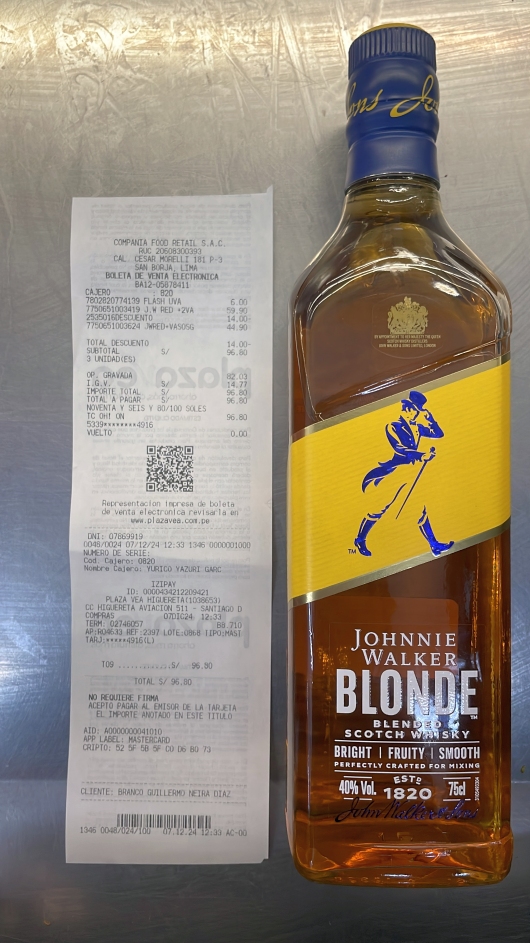 COMPANIA FOOD RETAIL S.A.C.
RUC 20608300393
CAL. CESAR MORELLI 181 P-3
SAN BORJA, LIMA
BOLETA DE VENTA ELECTRONICA
BA12-05878411
CAJERO : 820
7802820774139 FLASH UVA 6.00
7750651003419 J.W RED +2VA 59.90
2535016DESCUENTO 14.00-
7750651003624 JWRED+VASO5G 44.90
TOTAL DESCUENTO 14.00-
SUBTOTAL S/ 96.80
3 UNIDAD(ES)
OP. GRAVADA 82.03
I.G.V. S/ 14.77
IMPORTE TOTAL S/ 96.80
TOTAL A PAGAR S/ 96.80
NOVENTA Y SEIS Y 80/100 SOLES
TC OH! ON 96.80
5339********4916
VUELTO 0.00
Representacion impresa de boleta
de venta electronica revisarla en
www.plazavea.com.pe
DNI: 07869919
0048/0024 07/12/24 12:33 1346 0000001000
NUMERO DE SERIE:
Cod. Cajero: 0820
Nombre Cajero: YURICO YAZURI GARC
IZIPAY
ID: 0000434212209421
PLAZA VEA HIGUERETA(1038653)
CC HIGUERETA AVIACION 511 - SANTIAGO D
COMPRAS 07DIC24 12:33
TERM: 02746057 B8.710
AP:R04633 REF:2397 LOTE:0868 TIPO:MAST
TARJ:*****4916(L)
T09 ..................S/ 96.80
TOTAL S/ 96.80
NO REQUIERE FIRMA
ACEPTO PAGAR AL EMISOR DE LA TARJETA
EL IMPORTE ANOTADO EN ESTE TITULO
AID: A0000000041010
APP LABEL: MASTERCARD
CRIPTO: 52 5F 5B 5F C0 D6 B0 73
CLIENTE: BRANCO GUILLERMO NEIRA DIAZ
1346 0048/024/100 07.12.24 12:33 AC-00
JOHNNIE
WALKER
BLONDE™
BLENDED
SCOTCH WHISKY
BRIGHT | FRUITY | SMOOTH
PERFECTLY CRAFTED FOR MIXING
40% Vol. ESTD 1820 75cl
John Walker & Sons
TM